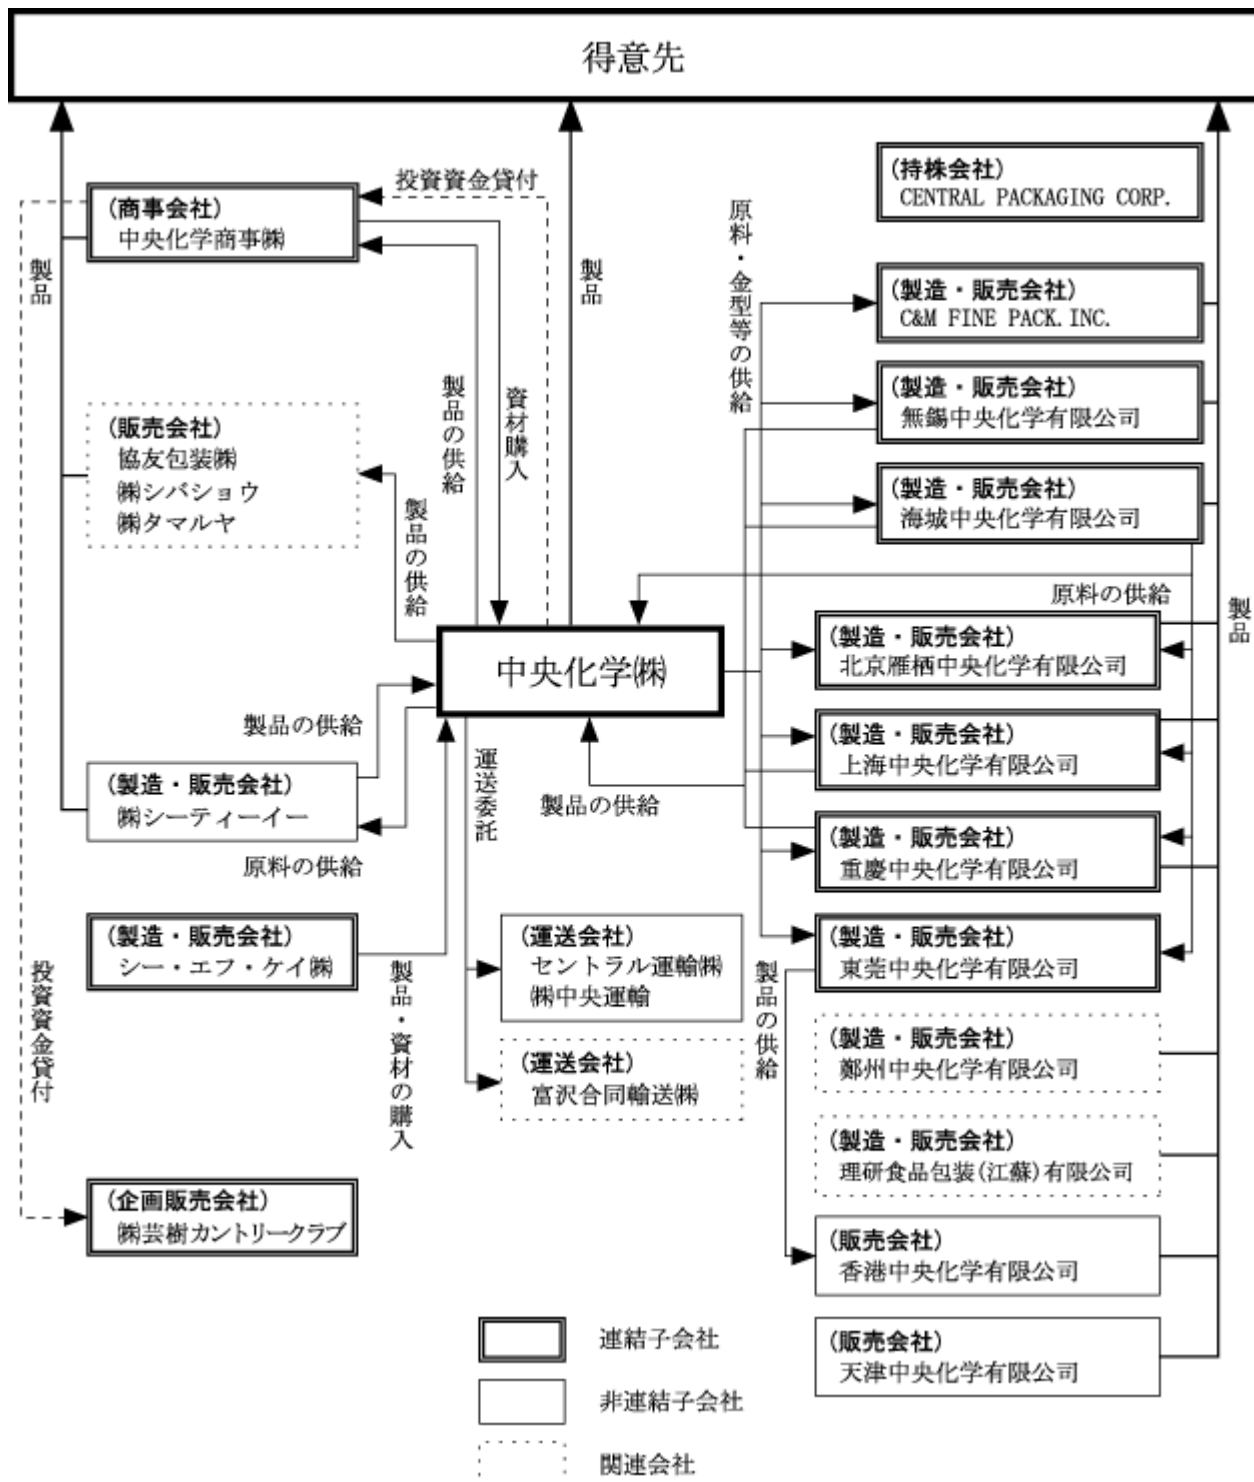 得意先
投資資金貸付
(商事会社)
中央化学商事㈱
製品
製品
製品の供給
資材購入
(販売会社)
協友包装㈱
㈱シバショウ
㈱タマルヤ
製品の供給
原料・金型等の供給
(持株会社)
CENTRAL PACKAGING CORP.
(製造・販売会社)
C&M FINE PACK. INC.
(製造・販売会社)
無錫中央化学有限公司
(製造・販売会社)
海城中央化学有限公司
原料の供給
製品
中央化学㈱
(製造・販売会社)
北京雁栖中央化学有限公司
(製造・販売会社)
上海中央化学有限公司
製品の供給
製品の供給
(製造・販売会社)
㈱シーティーイー
原料の供給
運送委託
(製造・販売会社)
重慶中央化学有限公司
(製造・販売会社)
シー・エフ・ケイ㈱
製品・資材の購入
(運送会社)
セントラル運輸㈱
㈱中央運輸
(製造・販売会社)
東莞中央化学有限公司
投資資金貸付
製品の供給
(運送会社)
富沢合同輸送㈱
(製造・販売会社)
鄭州中央化学有限公司
(製造・販売会社)
理研食品包装(江蘇)有限公司
(企画販売会社)
㈱芸樹カントリークラブ
(販売会社)
香港中央化学有限公司
(販売会社)
天津中央化学有限公司
連結子会社
非連結子会社
関連会社